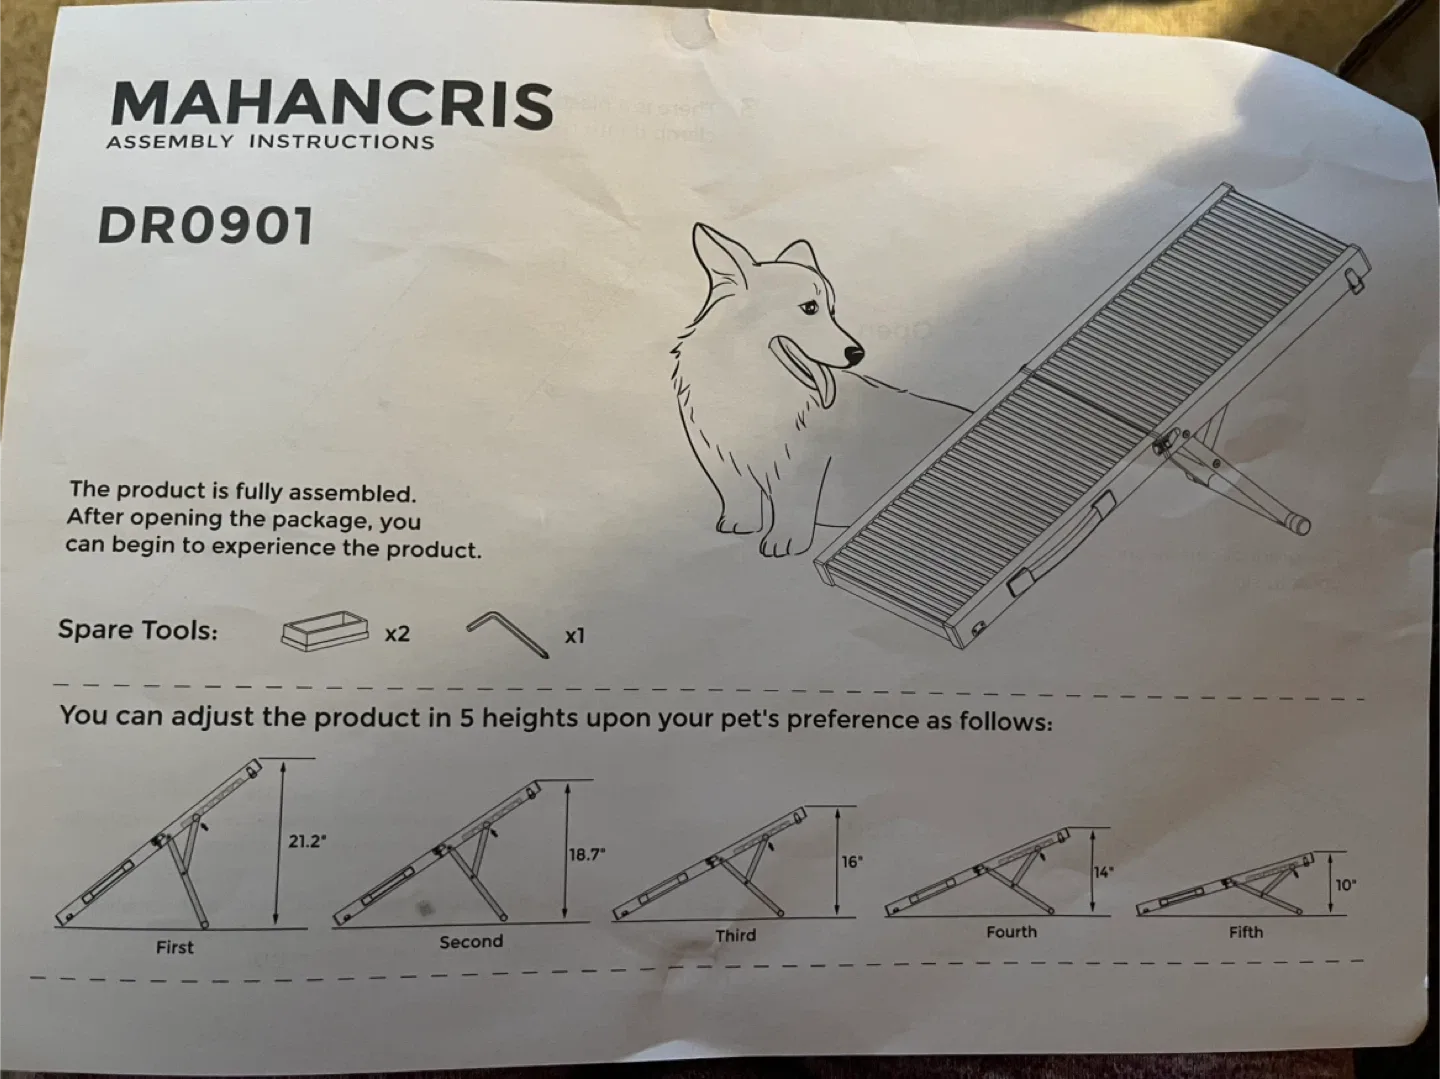 MAHANCRIS
ASSEMBLY INSTRUCTIONS
DR0901
The product is fully assembled.
After opening the package, you
can begin to experience the product.
Spare Tools:
x2
x1
You can adjust the product in 5 heights upon your pet's preference as follows:
21.2"
18.7"
16"
14"
10"
First
Second
Third
Fourth
Fifth